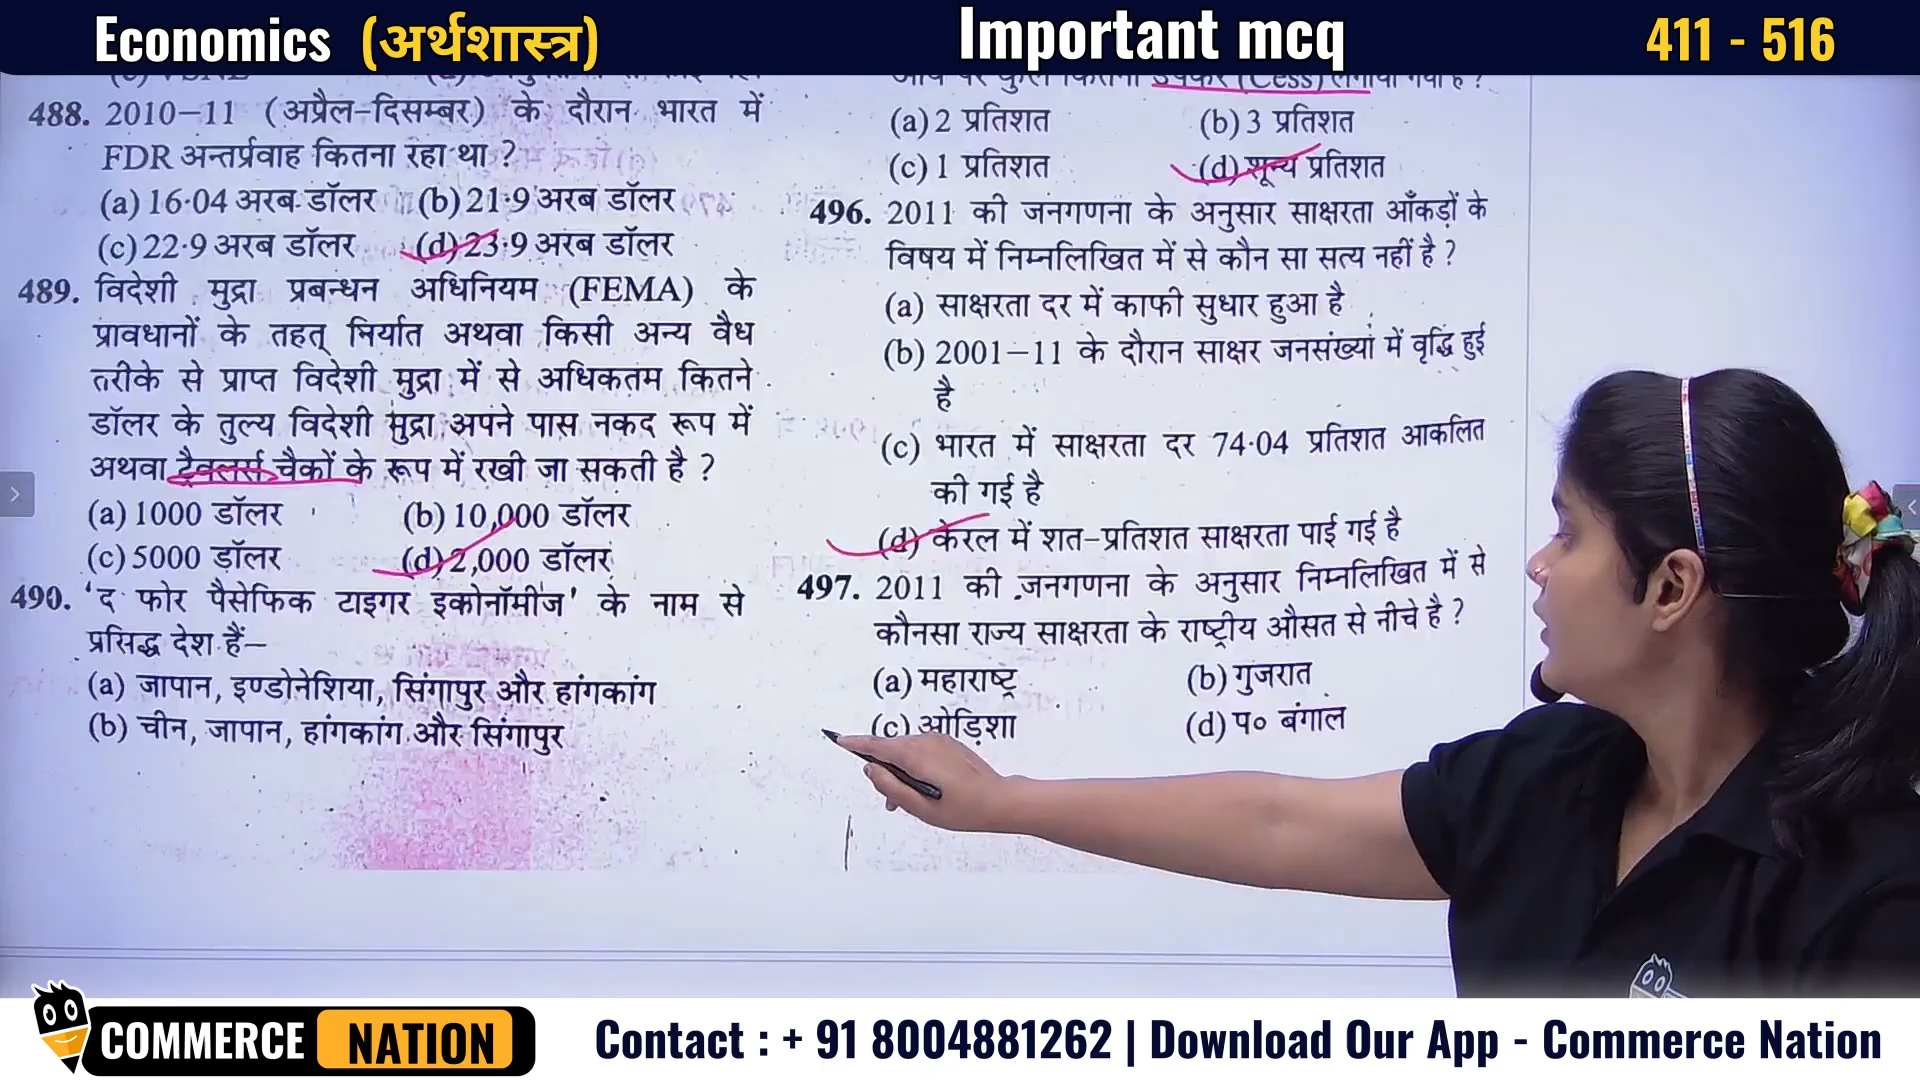 Economics (अर्थशास्त्र)
Important mcq
411 - 516
488. 2010–11 (अप्रैल-दिसम्बर) के दौरान भारत में
FDR अन्तर्प्रवाह कितना रहा था ?
(a) 16·04 अरब डॉलर (b) 21·9 अरब डॉलर
(c) 22·9 अरब डॉलर (d) 23·9 अरब डॉलर
489. विदेशी मुद्रा प्रबन्धन अधिनियम (FEMA) के
प्रावधानों के तहत् निर्यात अथवा किसी अन्य वैध
तरीके से प्राप्त विदेशी मुद्रा में से अधिकतम कितने
डॉलर के तुल्य विदेशी मुद्रा अपने पास नकद रूप में
अथवा ट्रैवलर्स चैकों के रूप में रखी जा सकती है ?
(a) 1000 डॉलर (b) 10,000 डॉलर
(c) 5000 डॉलर (d) 2,000 डॉलर
490. ‘द फोर पैसेफिक टाइगर इकोनॉमीज’ के नाम से
प्रसिद्ध देश हैं–
(a) जापान, इण्डोनेशिया, सिंगापुर और हांगकांग
(b) चीन, जापान, हांगकांग और सिंगापुर
आय पर कुल कितना उपकर (Cess) लगाया गया है ?
(a) 2 प्रतिशत (b) 3 प्रतिशत
(c) 1 प्रतिशत (d) शून्य प्रतिशत
496. 2011 की जनगणना के अनुसार साक्षरता आँकड़ों के
विषय में निम्नलिखित में से कौन सा सत्य नहीं है ?
(a) साक्षरता दर में काफी सुधार हुआ है
(b) 2001–11 के दौरान साक्षर जनसंख्या में वृद्धि हुई
है
(c) भारत में साक्षरता दर 74·04 प्रतिशत आकलित
की गई है
(d) केरल में शत-प्रतिशत साक्षरता पाई गई है
497. 2011 की जनगणना के अनुसार निम्नलिखित में से
कौनसा राज्य साक्षरता के राष्ट्रीय औसत से नीचे है ?
(a) महाराष्ट्र (b) गुजरात
(c) ओड़िशा (d) प० बंगाल
COMMERCE NATION
Contact : + 91 8004881262 | Download Our App - Commerce Nation